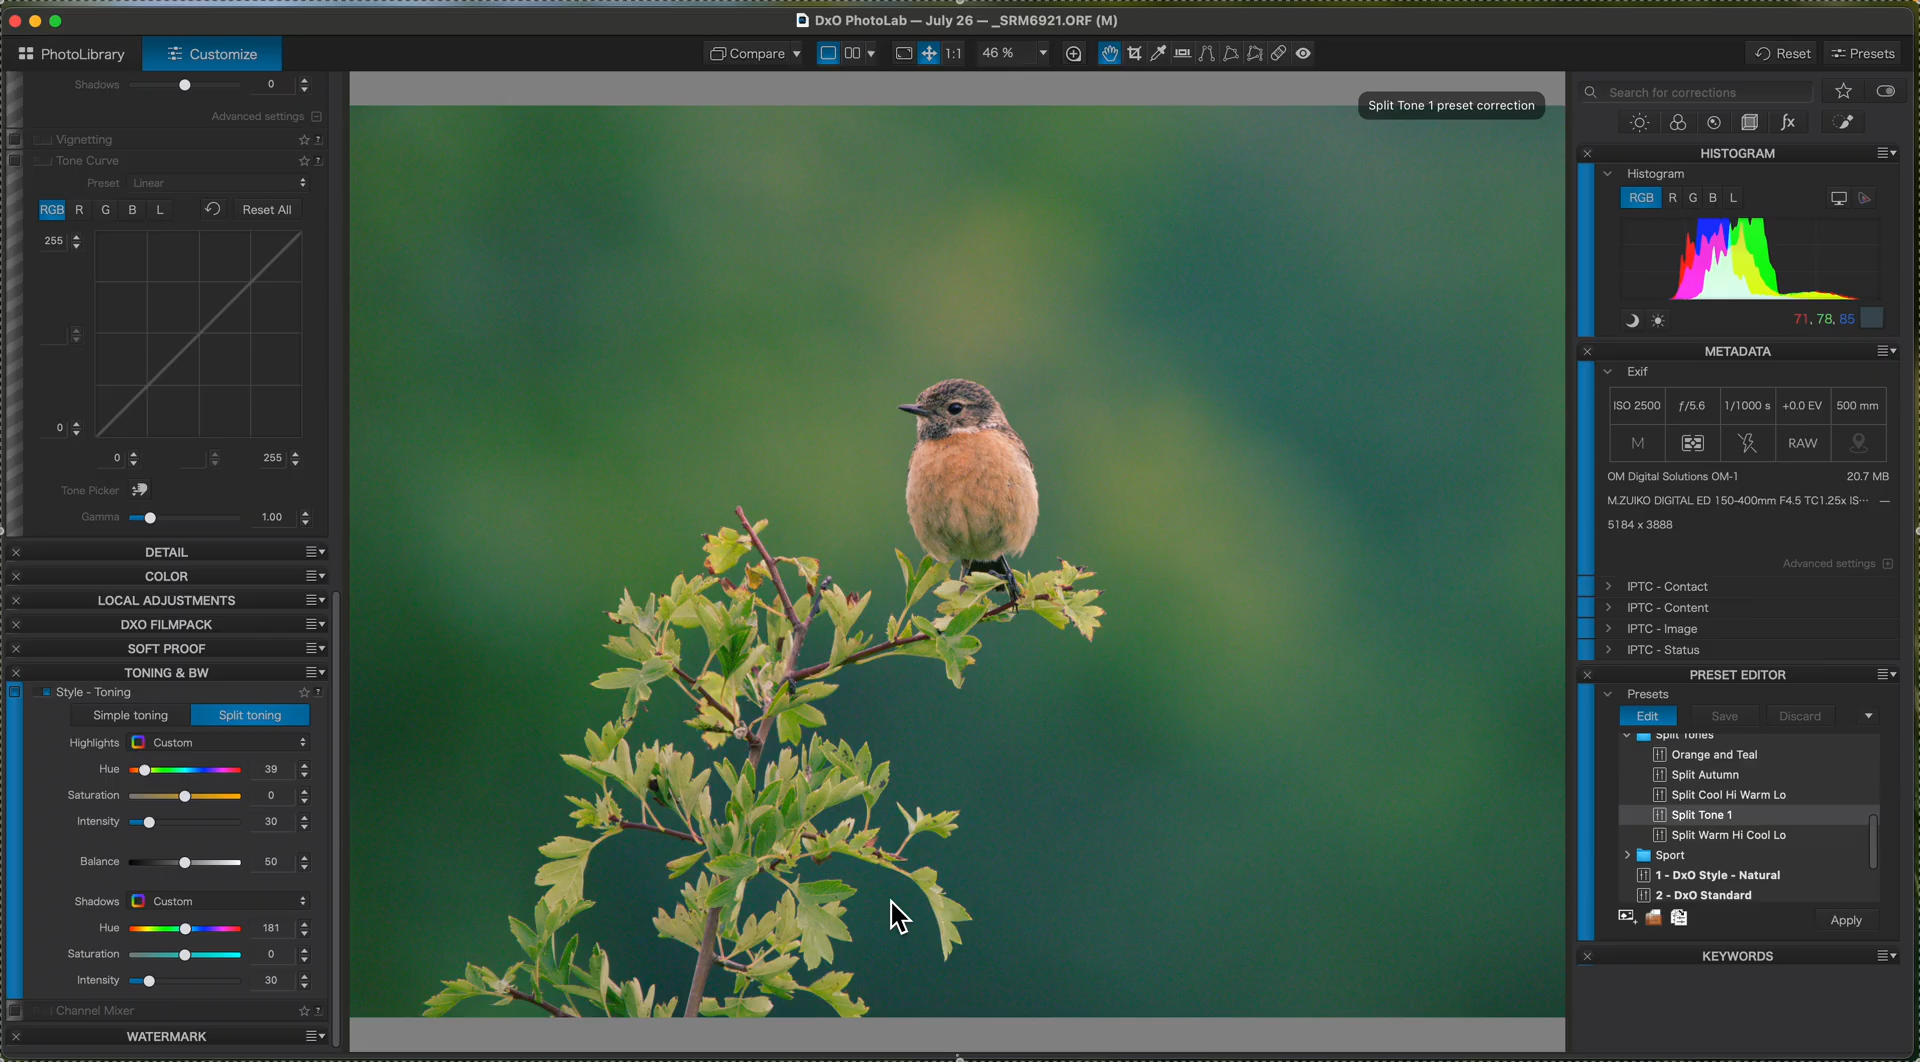 DxO PhotoLab — July 26 — _SRM6921.ORF (M)
PhotoLibrary
Customize
Compare
1:1
46 %
Reset
Presets
Shadows 0
Advanced settings
Vignetting
Tone Curve
Preset Linear
RGB R G B L
Reset All
255
0
0 255
Tone Picker
Gamma 1.00
DETAIL
COLOR
LOCAL ADJUSTMENTS
DXO FILMPACK
SOFT PROOF
TONING & BW
Style - Toning
Simple toning Split toning
Highlights Custom
Hue 39
Saturation 0
Intensity 30
Balance 50
Shadows Custom
Hue 181
Saturation 0
Intensity 30
Channel Mixer
WATERMARK
Split Tone 1 preset correction
Search for corrections
fx
HISTOGRAM
Histogram
RGB R G B L
71, 78, 85
METADATA
Exif
ISO 2500 ƒ/5.6 1/1000 s +0.0 EV 500 mm
M RAW
OM Digital Solutions OM-1 20.7 MB
M.ZUIKO DIGITAL ED 150-400mm F4.5 TC1.25x IS… —
5184 x 3888
Advanced settings
IPTC - Contact
IPTC - Content
IPTC - Image
IPTC - Status
PRESET EDITOR
Presets
Edit Save Discard
Split Tones
Orange and Teal
Split Autumn
Split Cool Hi Warm Lo
Split Tone 1
Split Warm Hi Cool Lo
Sport
1 - DxO Style - Natural
2 - DxO Standard
Apply
KEYWORDS